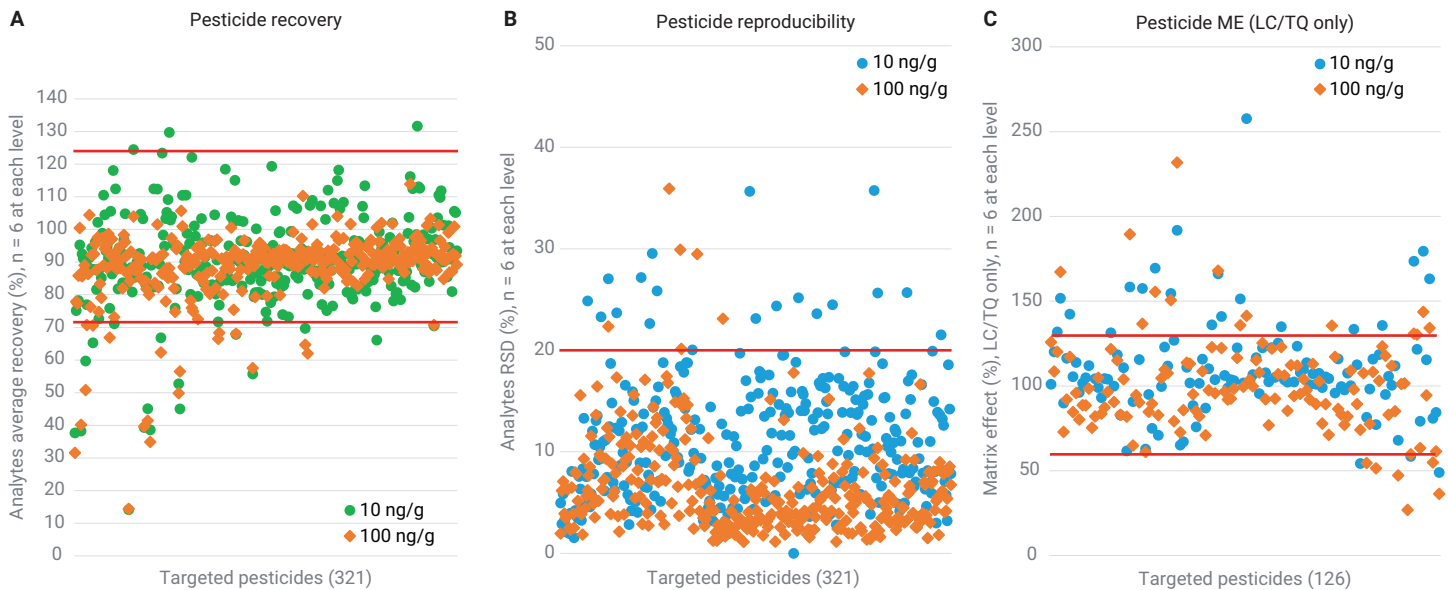 A
Pesticide recovery
Analytes average recovery (%), n = 6 at each level
140
130
120
110
100
90
80
70
60
50
40
30
20
10
0
10 ng/g
100 ng/g
Targeted pesticides (321)
B
Pesticide reproducibility
Analytes RSD (%), n = 6 at each level
50
40
30
20
10
0
10 ng/g
100 ng/g
Targeted pesticides (321)
C
Pesticide ME (LC/TQ only)
Matrix effect (%), LC/TQ only, n = 6 at each level
300
250
200
150
100
50
0
10 ng/g
100 ng/g
Targeted pesticides (126)